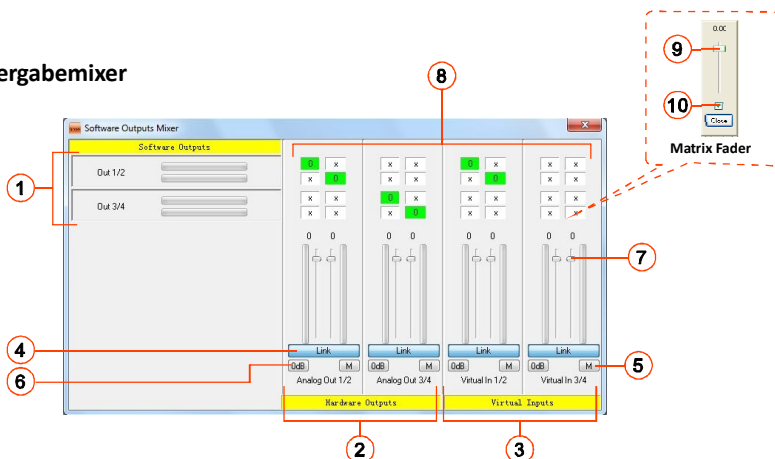 ergabemixer
Software Outputs Mixer
Software Outputs
Out 1/2
Out 3/4
0 x x x 0 x x x
x 0 x x x 0 x x
x x 0 x x x x x
x x x 0 x x x x
0 0 0 0 0 0 0 0
Link Link Link Link
0dB M 0dB M 0dB M 0dB M
Analog Out 1/2 Analog Out 3/4 Virtual In 1/2 Virtual In 3/4
Hardware Outputs Virtual Inputs
1
2
3
4
5
6
7
8
9
10
Close
Matrix Fader